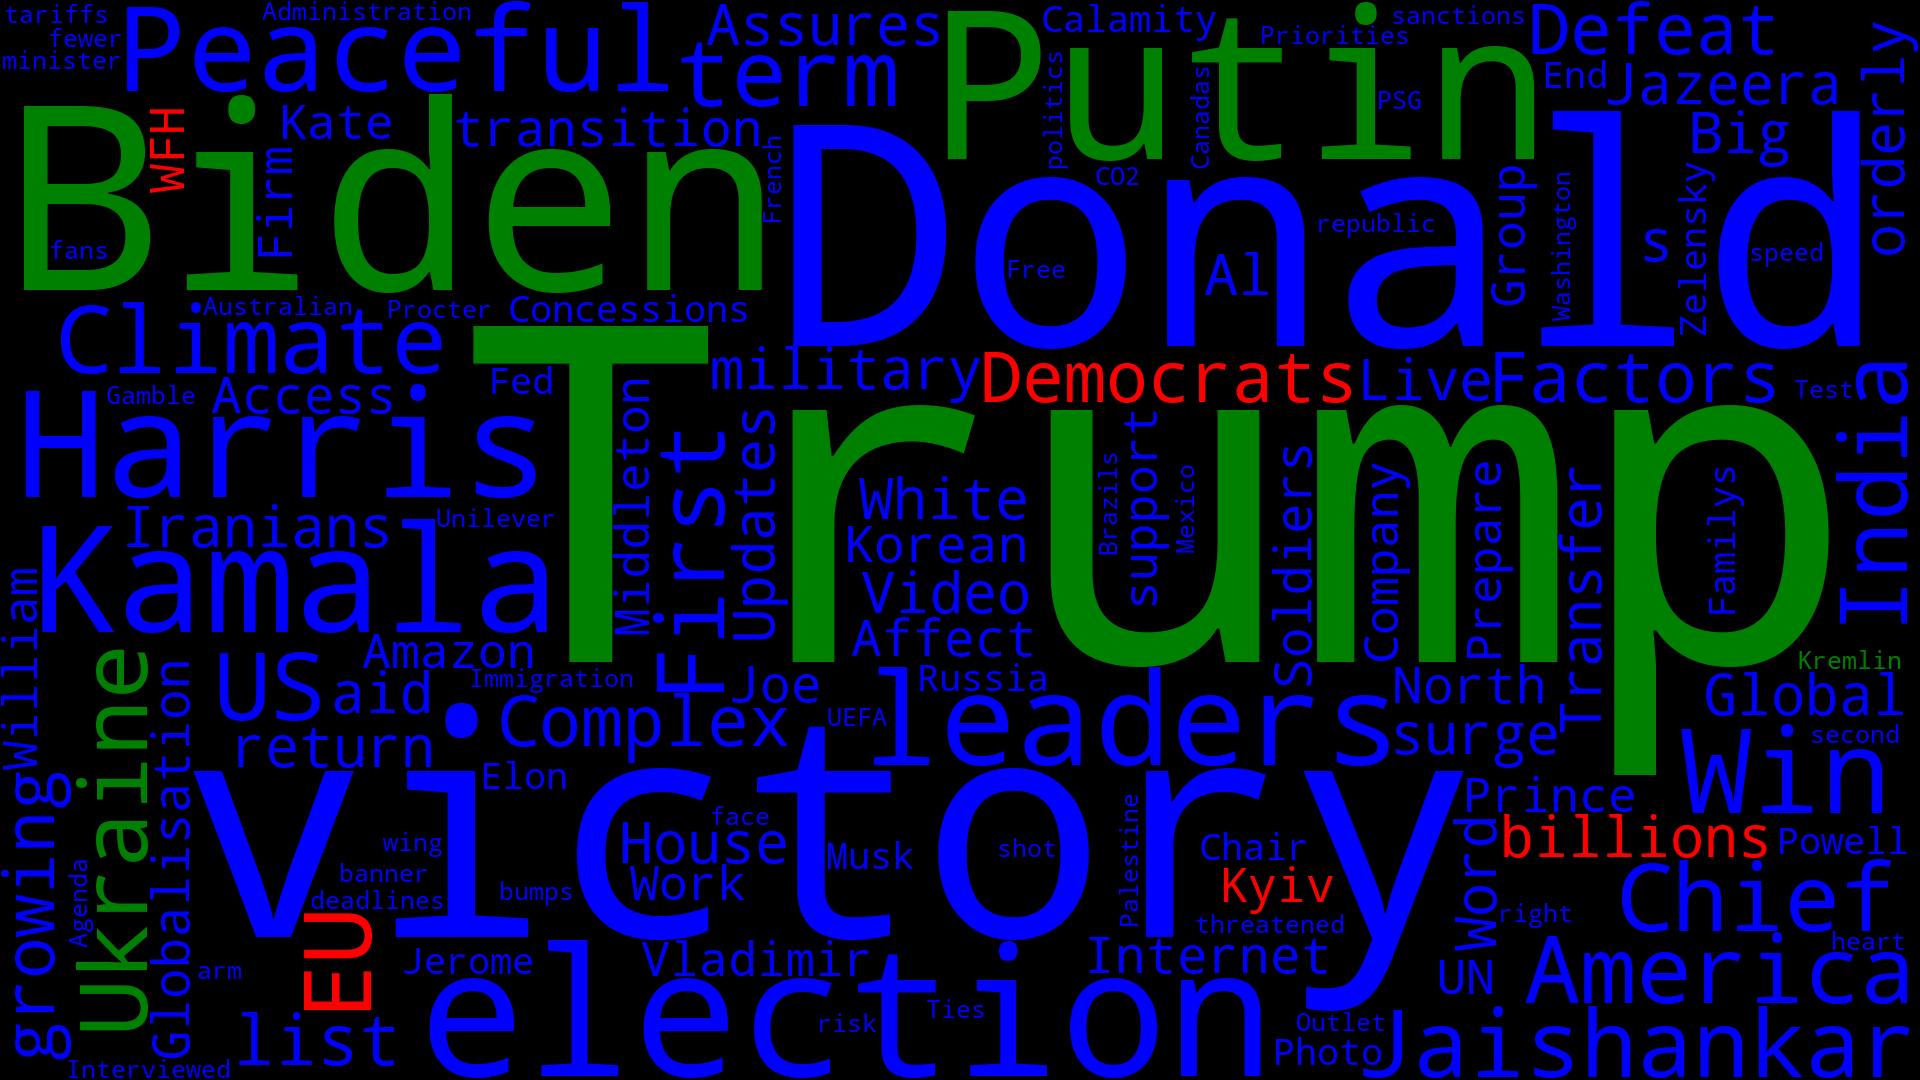 tariffs
fewer
minister
Peaceful
Administration
Assures
term
Calamity
Putin
Priorities
sanctions
Defeat
End
Jazeera
orderly
Biden
WFH
Firm
Kate
transition
French
politics
Canadas
PSG
Big
fans
Donald
CO2
Free
Al
republic
Group
Washington
s
Zelensky
speed
Australian
Procter
Concessions
Climate
Gamble
Access
Fed
military
Democrats
Live
Factors
Test
India
Harris
Trump
Middleton
First
Updates
White
Korean
Video
Affect
Brazils
support
Mexico
Soldiers
Company
Prepare
Transfer
Familys
Iranians
Unilever
Kamala
William
Ukraine
Globalisation
US
aid
Amazon
Immigration
Joe
Russia
leaders
North
Kremlin
Global
return
Complex
UEFA
surge
second
Win
growing
victory
Elon
wing
banner
deadlines
bumps
face
House
Work
Musk
shot
Palestine
Chair
Kyiv
threatened
Prince
billions
Powell
Word
right
Chief
heart
Agenda
arm
EU
Jerome
Vladimir
Internet
UN
America
list
election
risk
Ties
Outlet
Photo
Jaishankar
Interviewed